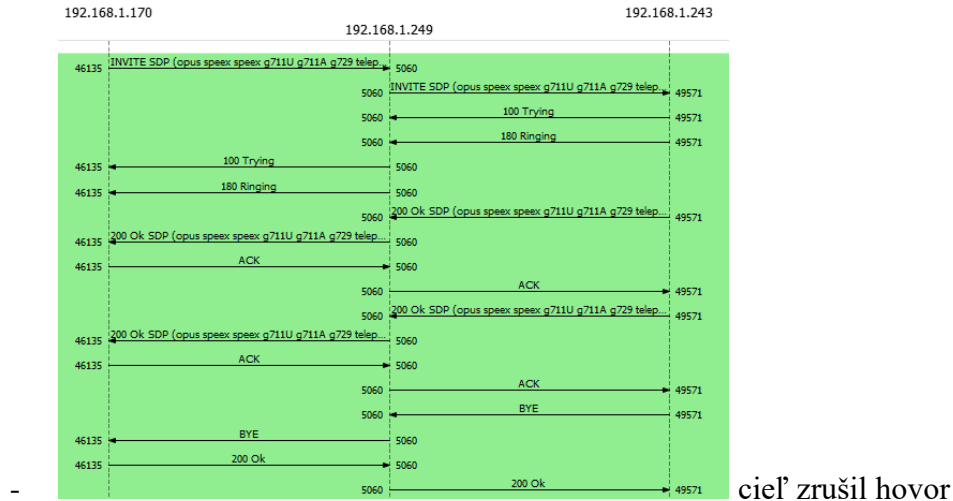 192.168.1.170 192.168.1.243
192.168.1.249
46135 INVITE SDP (opus speex speex g711U g711A g729 telep... 5060
5060 INVITE SDP (opus speex speex g711U g711A g729 telep... 49571
5060 100 Trying 49571
5060 180 Ringing 49571
46135 100 Trying 5060
46135 180 Ringing 5060
5060 200 Ok SDP (opus speex speex g711U g711A g729 telep... 49571
46135 200 Ok SDP (opus speex speex g711U g711A g729 telep... 5060
46135 ACK 5060
5060 ACK 49571
5060 200 Ok SDP (opus speex speex g711U g711A g729 telep... 49571
46135 200 Ok SDP (opus speex speex g711U g711A g729 telep... 5060
46135 ACK 5060
5060 ACK 49571
5060 BYE 49571
46135 BYE 5060
46135 200 Ok 5060
- 5060 200 Ok 49571 cieľ zrušil hovor